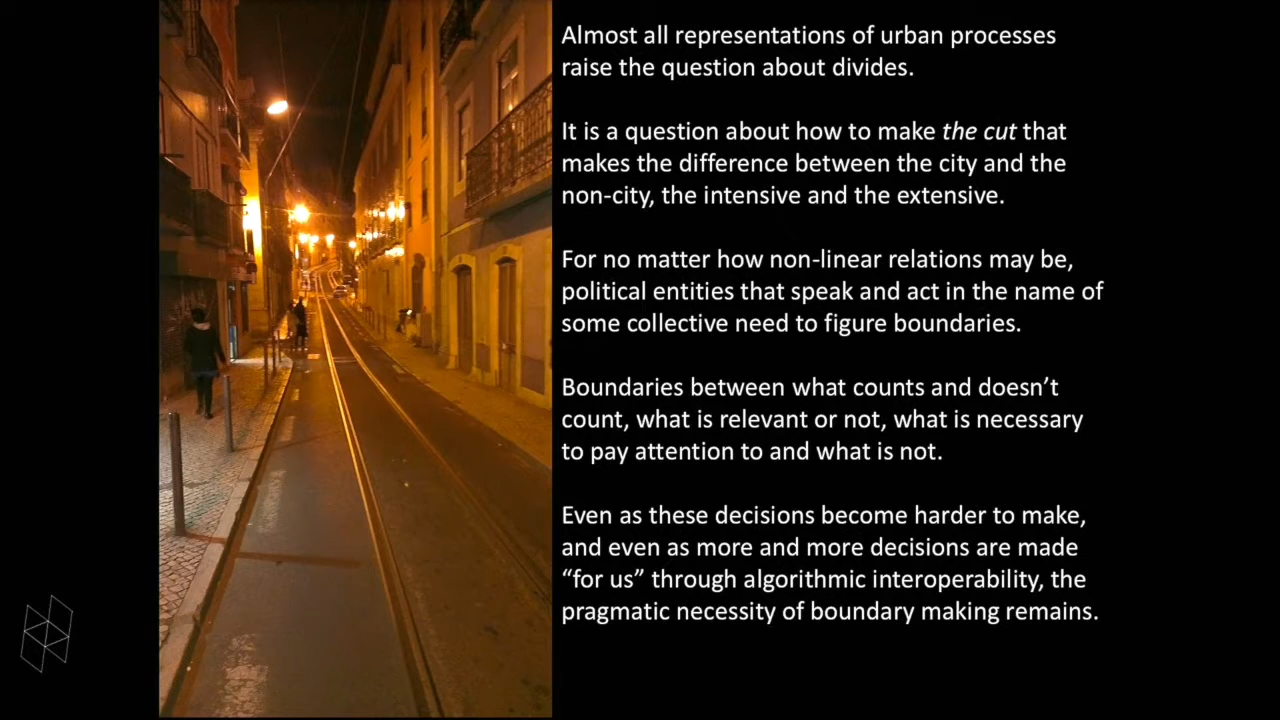 Almost all representations of urban processes
raise the question about divides.
It is a question about how to make the cut that
makes the difference between the city and the
non-city, the intensive and the extensive.
For no matter how non-linear relations may be,
political entities that speak and act in the name of
some collective need to figure boundaries.
Boundaries between what counts and doesn’t
count, what is relevant or not, what is necessary
to pay attention to and what is not.
Even as these decisions become harder to make,
and even as more and more decisions are made
“for us” through algorithmic interoperability, the
pragmatic necessity of boundary making remains.